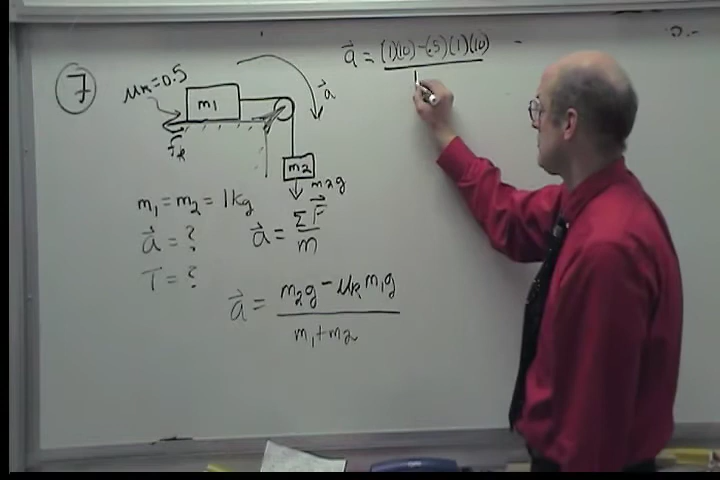 7
μk=0.5
m1
a
fk
m2
m2g
a = (1)(10) - (.5)(1)(10)
1
m1 = m2 = 1kg
a = ?
T = ?
a = ΣF
m
a = m2g - μk m1g
m1+m2